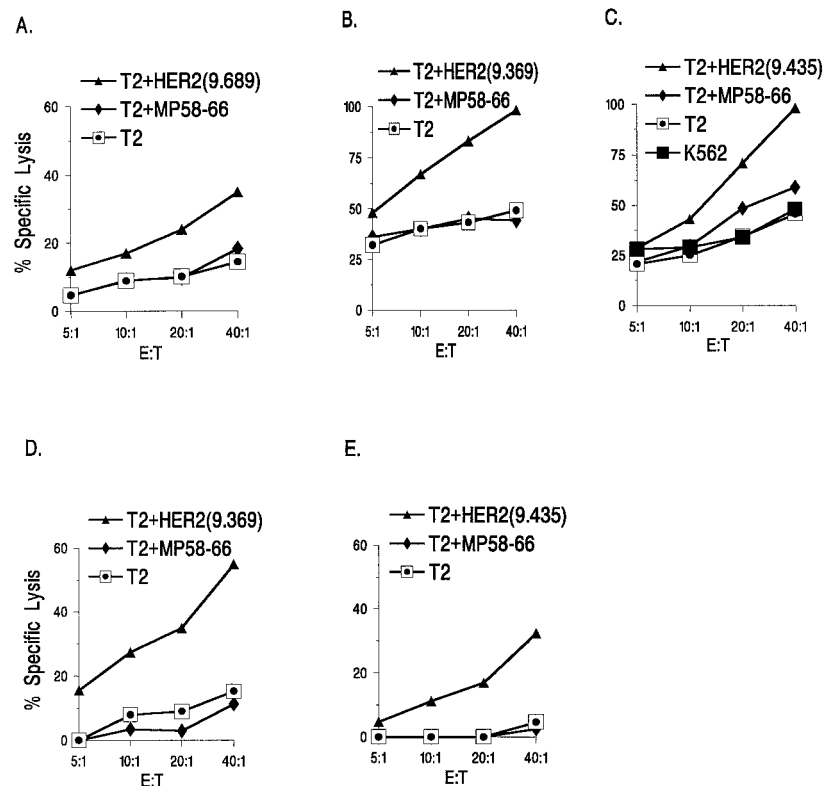 A.
T2+HER2(9.689)
T2+MP58-66
T2
% Specific Lysis
60
40
20
0
5:1 10:1 20:1 40:1
E:T
B.
T2+HER2(9.369)
T2+MP58-66
T2
100
75
50
25
0
5:1 10:1 20:1 40:1
E:T
C.
T2+HER2(9.435)
T2+MP58-66
T2
K562
100
75
50
25
0
5:1 10:1 20:1 40:1
E:T
D.
T2+HER2(9.369)
T2+MP58-66
T2
% Specific Lysis
60
40
20
0
5:1 10:1 20:1 40:1
E:T
E.
T2+HER2(9.435)
T2+MP58-66
T2
60
40
20
0
5:1 10:1 20:1 40:1
E:T